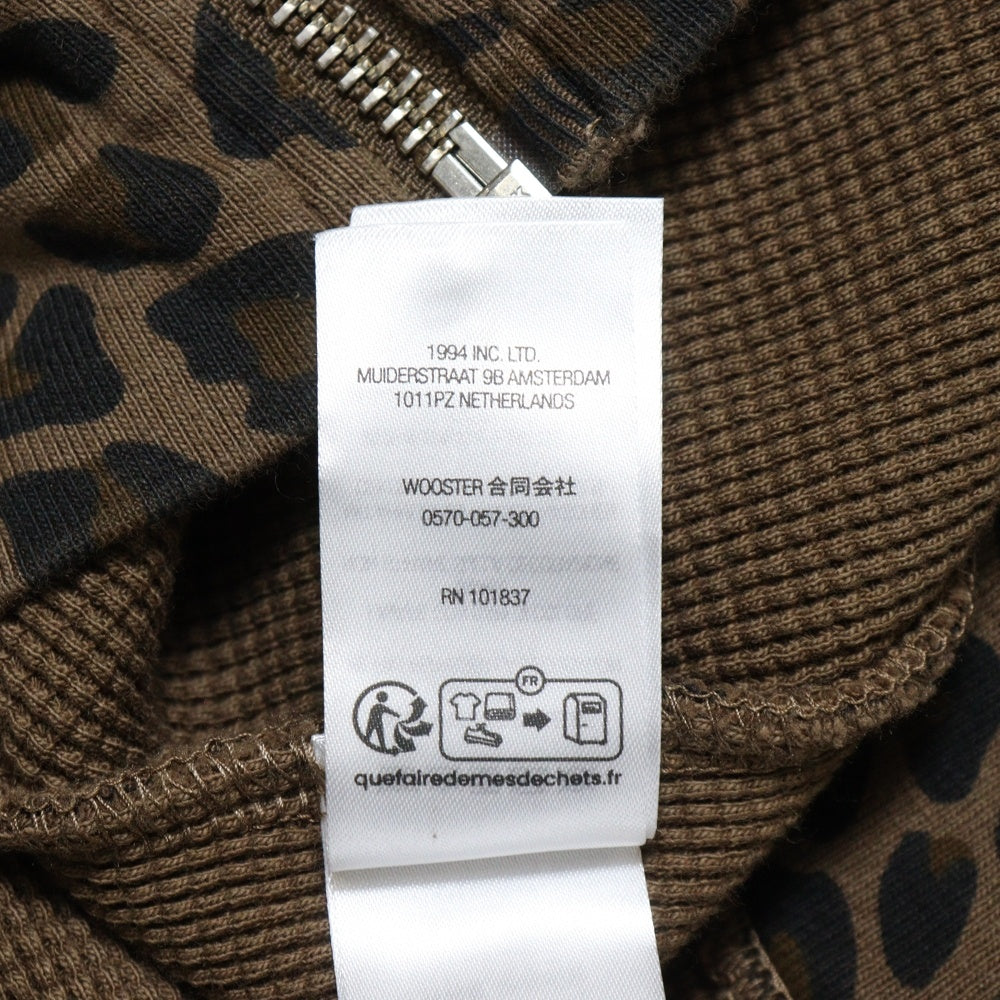 1994 INC. LTD.
MUIDERSTRAAT 9B AMSTERDAM
1011PZ NETHERLANDS
WOOSTER 合同会社
0570-057-300
RN 101837
FR
quefairedemesdechets.fr